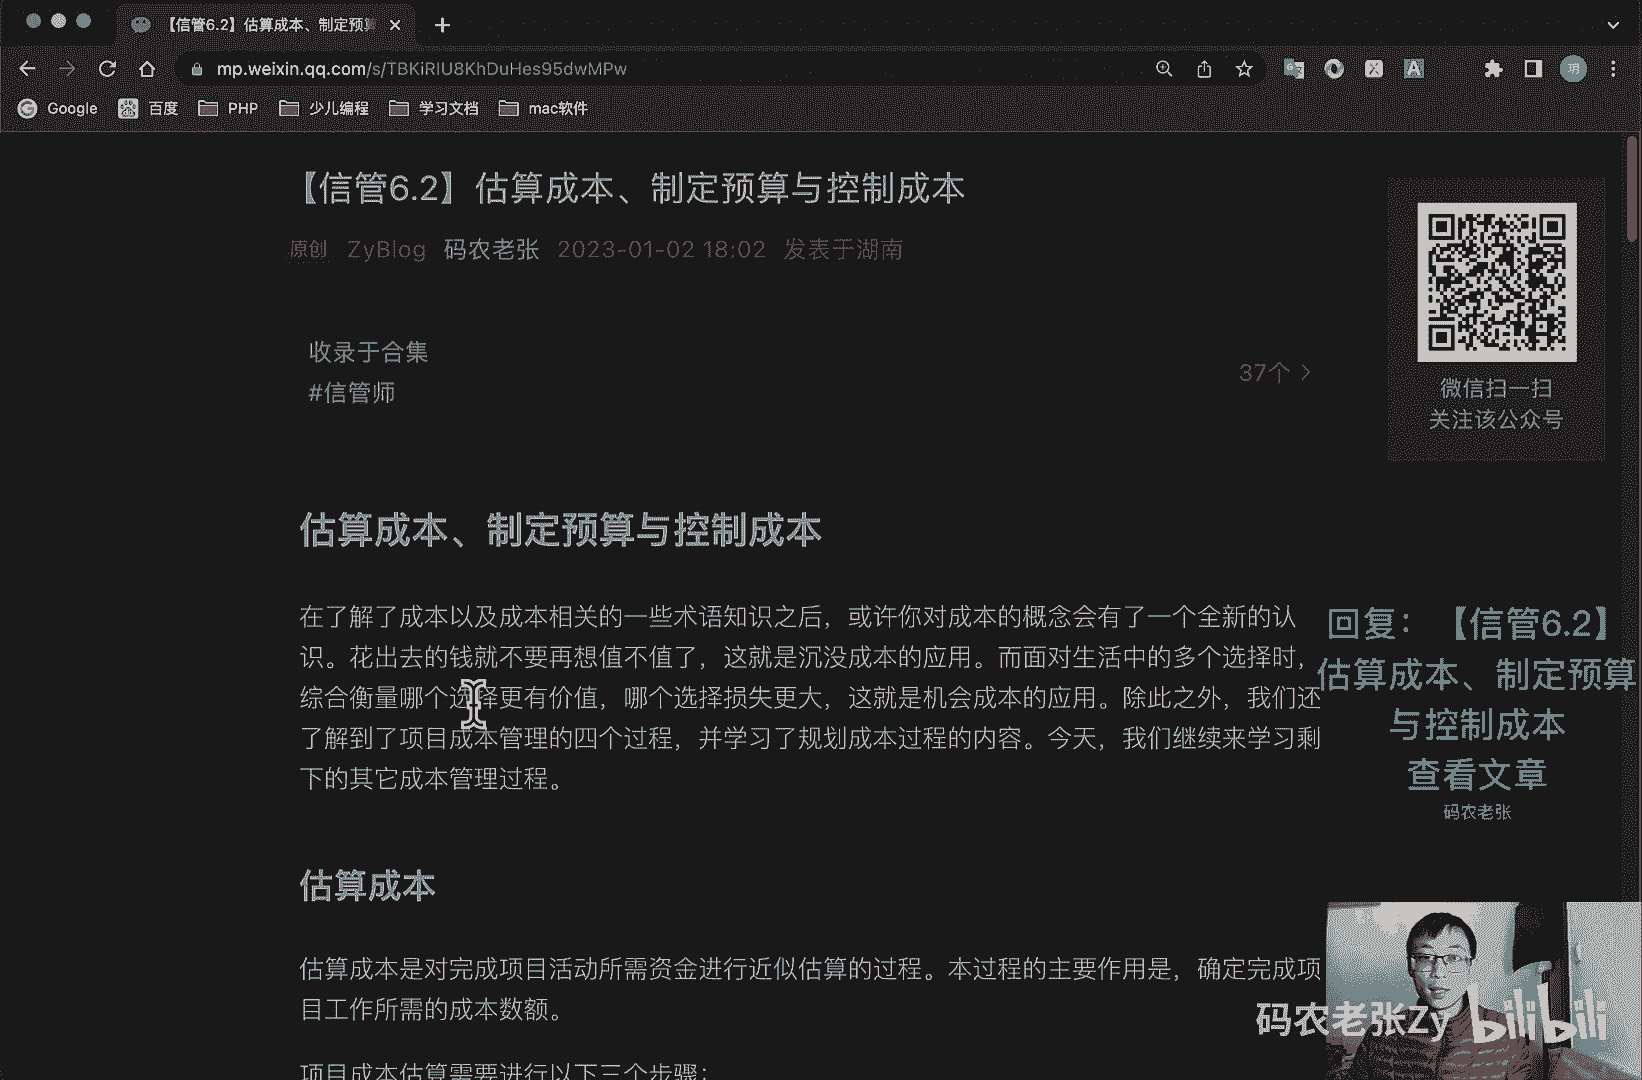 【信管6.2】估算成本、制定预算
mp.weixin.qq.com/s/TBKiRlU8KhDuHes95dwMPw
Google 百度 PHP 少儿编程 学习文档 mac软件
【信管6.2】估算成本、制定预算与控制成本
原创 ZyBlog 码农老张 2023-01-02 18:02 发表于湖南
收录于合集
#信管师
37个
微信扫一扫
关注该公众号
估算成本、制定预算与控制成本
在了解了成本以及成本相关的一些术语知识之后，或许你对成本的概念会有了一个全新的认
识。花出去的钱就不要再想值不值了，这就是沉没成本的应用。而面对生活中的多个选择时，
综合衡量哪个选择更有价值，哪个选择损失更大，这就是机会成本的应用。除此之外，我们还
了解到了项目成本管理的四个过程，并学习了规划成本过程的内容。今天，我们继续来学习剩
下的其它成本管理过程。
回复：【信管6.2】
估算成本、制定预算
与控制成本
查看文章
码农老张
估算成本
估算成本是对完成项目活动所需资金进行近似估算的过程。本过程的主要作用是，确定完成项
目工作所需的成本数额。
项目成本估算需要进行以下三个步骤：
码农老张Zy bilibili